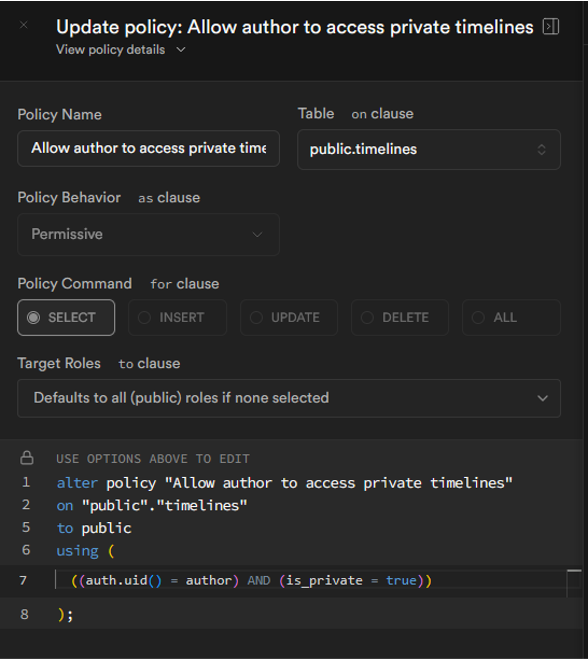 Update policy: Allow author to access private timelines
View policy details
Policy Name
Table on clause
Allow author to access private time
public.timelines
Policy Behavior as clause
Permissive
Policy Command for clause
SELECT INSERT UPDATE DELETE ALL
Target Roles to clause
Defaults to all (public) roles if none selected
USE OPTIONS ABOVE TO EDIT
1 alter policy "Allow author to access private timelines"
2 on "public"."timelines"
5 to public
6 using (
7 ((auth.uid() = author) AND (is_private = true))
8 );